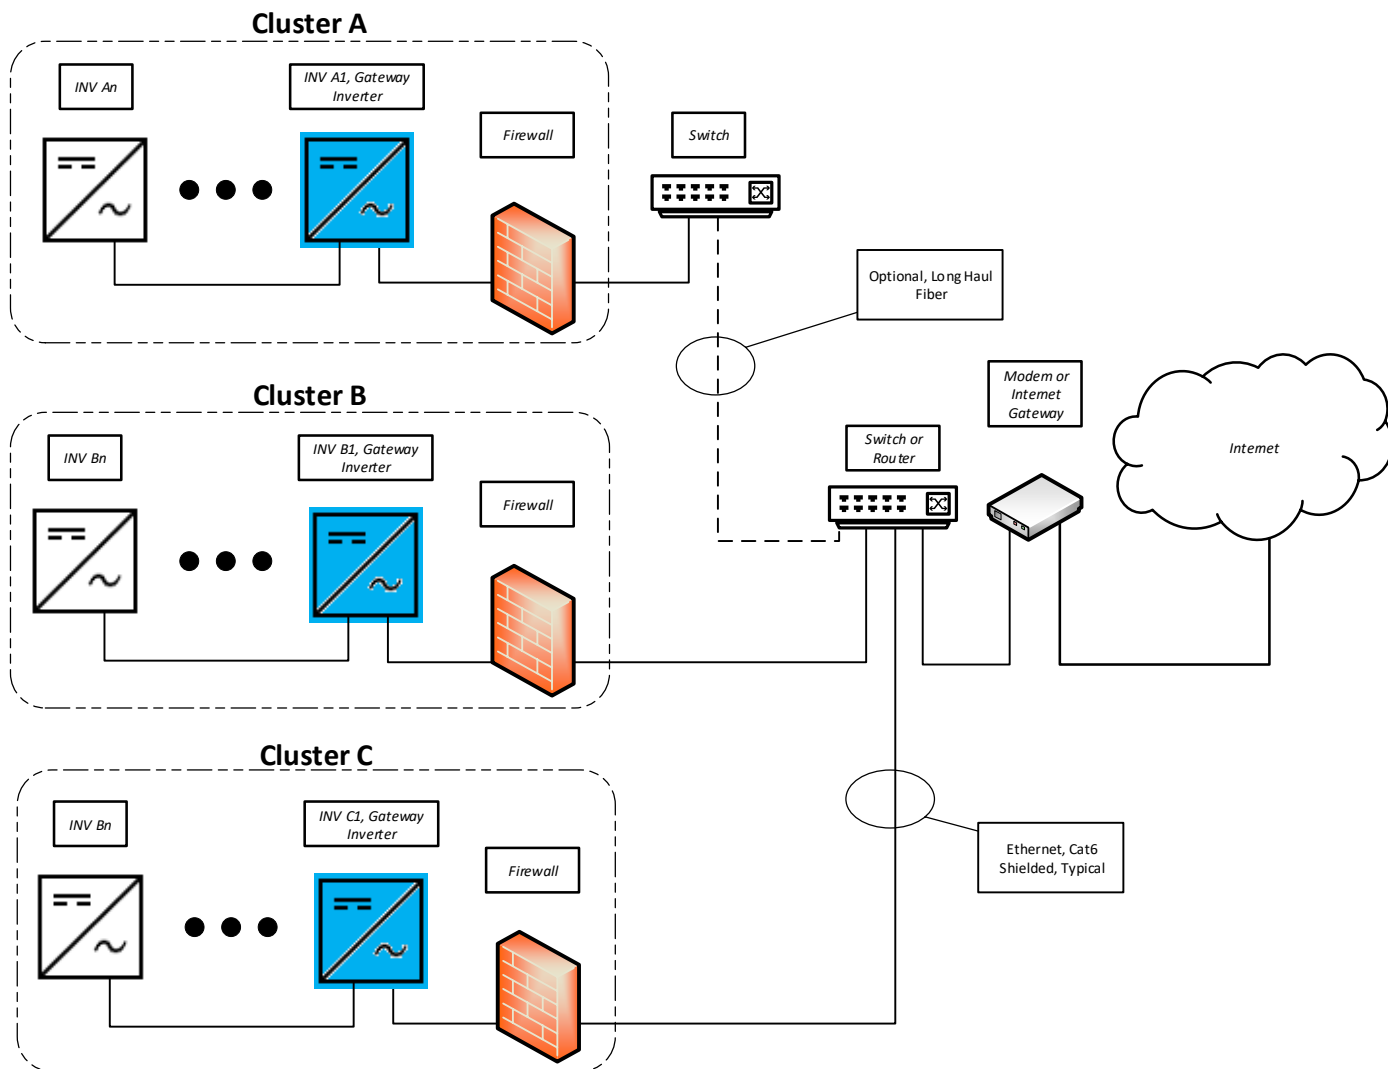 Cluster A
INV An
INV A1, Gateway
Inverter
Firewall
Switch
Optional, Long Haul
Fiber
Cluster B
INV Bn
INV B1, Gateway
Inverter
Firewall
Switch or
Router
Modem or
Internet
Gateway
Internet
Cluster C
INV Bn
INV C1, Gateway
Inverter
Firewall
Ethernet, Cat6
Shielded, Typical